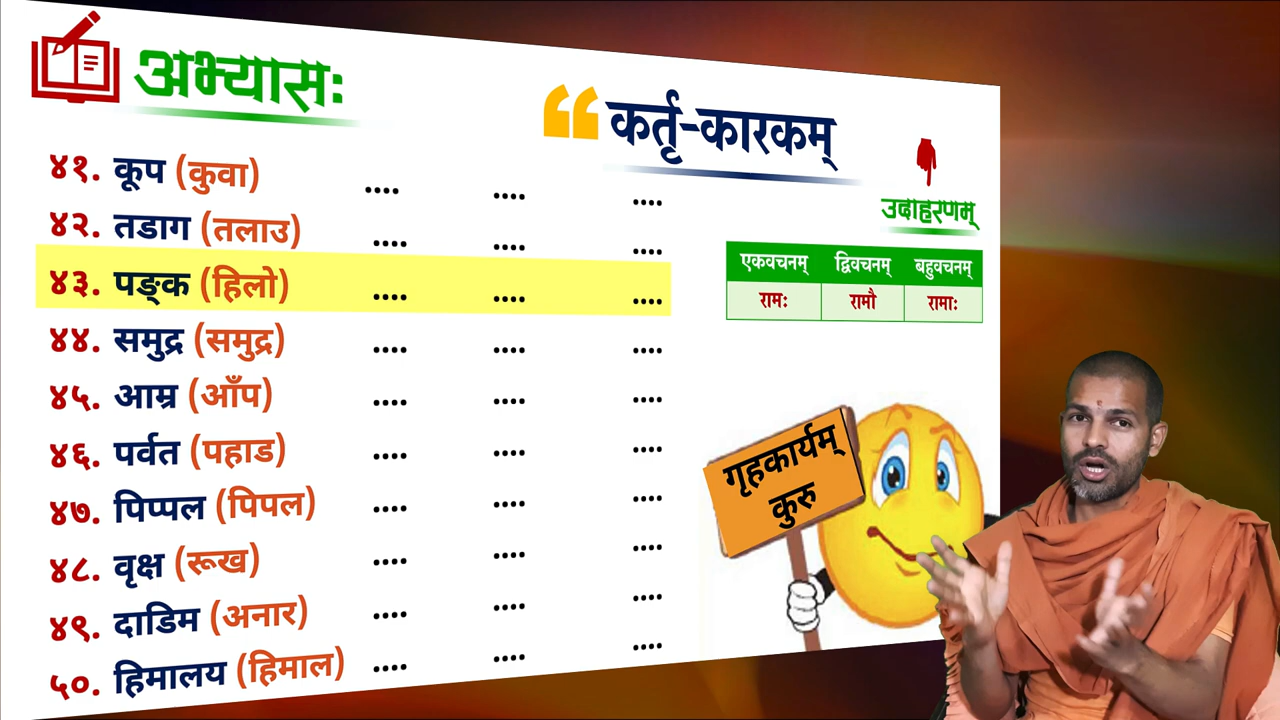 अभ्यासः
“ कर्तृ-कारकम्
४१. कूप (कुवा) .... .... ....
४२. तडाग (तलाउ) .... .... ....
४३. पङ्क (हिलो) .... .... ....
४४. समुद्र (समुद्र) .... .... ....
४५. आम्र (आँप) .... .... ....
४६. पर्वत (पहाड) .... .... ....
४७. पिप्पल (पिपल) .... .... ....
४८. वृक्ष (रूख) .... .... ....
४९. दाडिम (अनार) .... .... ....
५०. हिमालय (हिमाल) .... .... ....
उदाहरणम्
एकवचनम् द्विवचनम् बहुवचनम्
रामः रामौ रामाः
गृहकार्यम्
कुरु